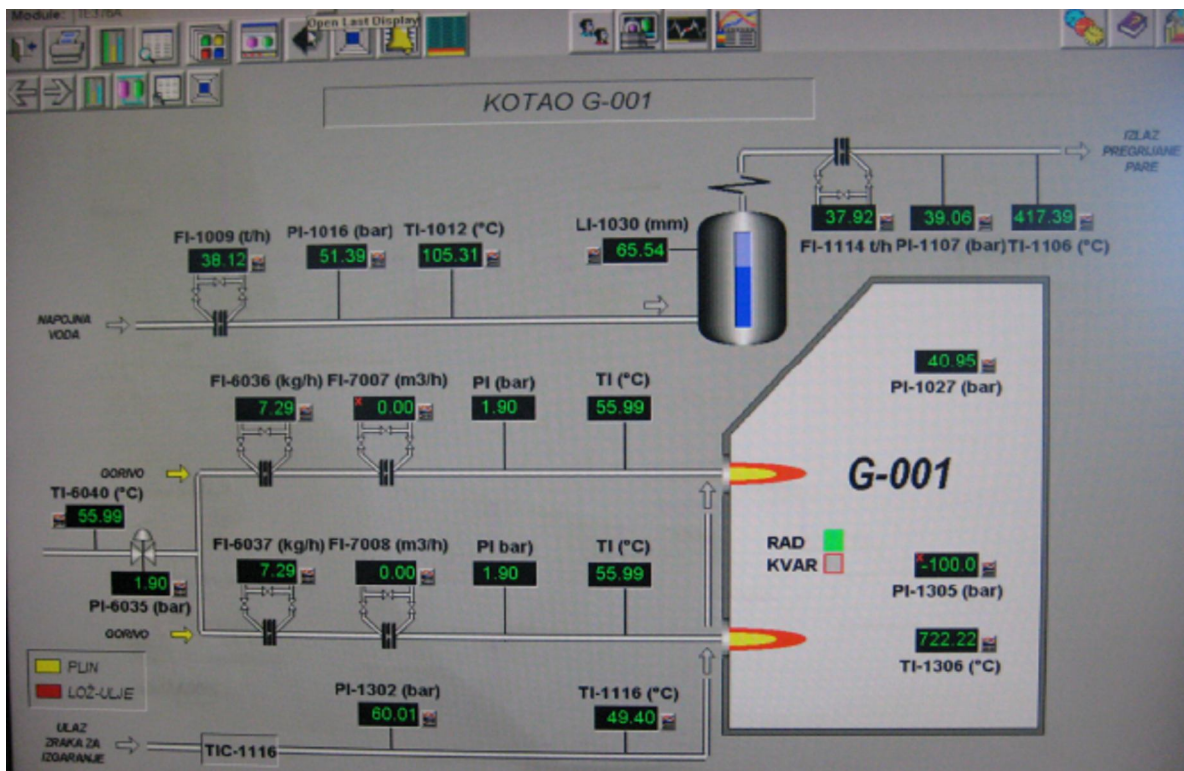 Module: TE376A
Open Last Display
KOTAO G-001
IZLAZ
PREGRIJANE
PARE
37.92
39.06
417.39
FI-1114 t/h
PI-1107 (bar)
TI-1106 (°C)
FI-1009 (t/h)
38.12
PI-1016 (bar)
51.39
TI-1012 (°C)
105.31
LI-1030 (mm)
65.54
NAPOJNA
VODA
FI-6036 (kg/h)
7.29
FI-7007 (m3/h)
x 0.00
PI (bar)
1.90
TI (°C)
55.99
40.95
PI-1027 (bar)
G-001
GORIVO
TI-6040 (°C)
55.99
1.90
PI-6035 (bar)
FI-6037 (kg/h)
7.29
FI-7008 (m3/h)
0.00
PI bar)
1.90
TI (°C)
55.99
GORIVO
RAD
KVAR
x -100.0
PI-1305 (bar)
722.22
TI-1306 (°C)
PLIN
LOŽ-ULJE
PI-1302 (bar)
60.01
TI-1116 (°C)
49.40
ULAZ
ZRAKA ZA
IZGARANJE
TIC-1116